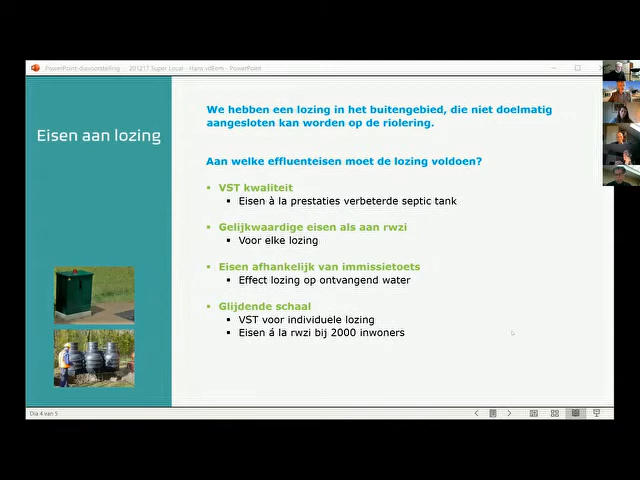 PowerPoint-diavoorstelling - 201217 Super Local - Hans vdEem - PowerPoint
Eisen aan lozing
We hebben een lozing in het buitengebied, die niet doelmatig
aangesloten kan worden op de riolering.
Aan welke effluenteisen moet de lozing voldoen?
VST kwaliteit
Eisen à la prestaties verbeterde septic tank
Gelijkwaardige eisen als aan rwzi
Voor elke lozing
Eisen afhankelijk van immissietoets
Effect lozing op ontvangend water
Glijdende schaal
VST voor individuele lozing
Eisen á la rwzi bij 2000 inwoners
Dia 4 van 5